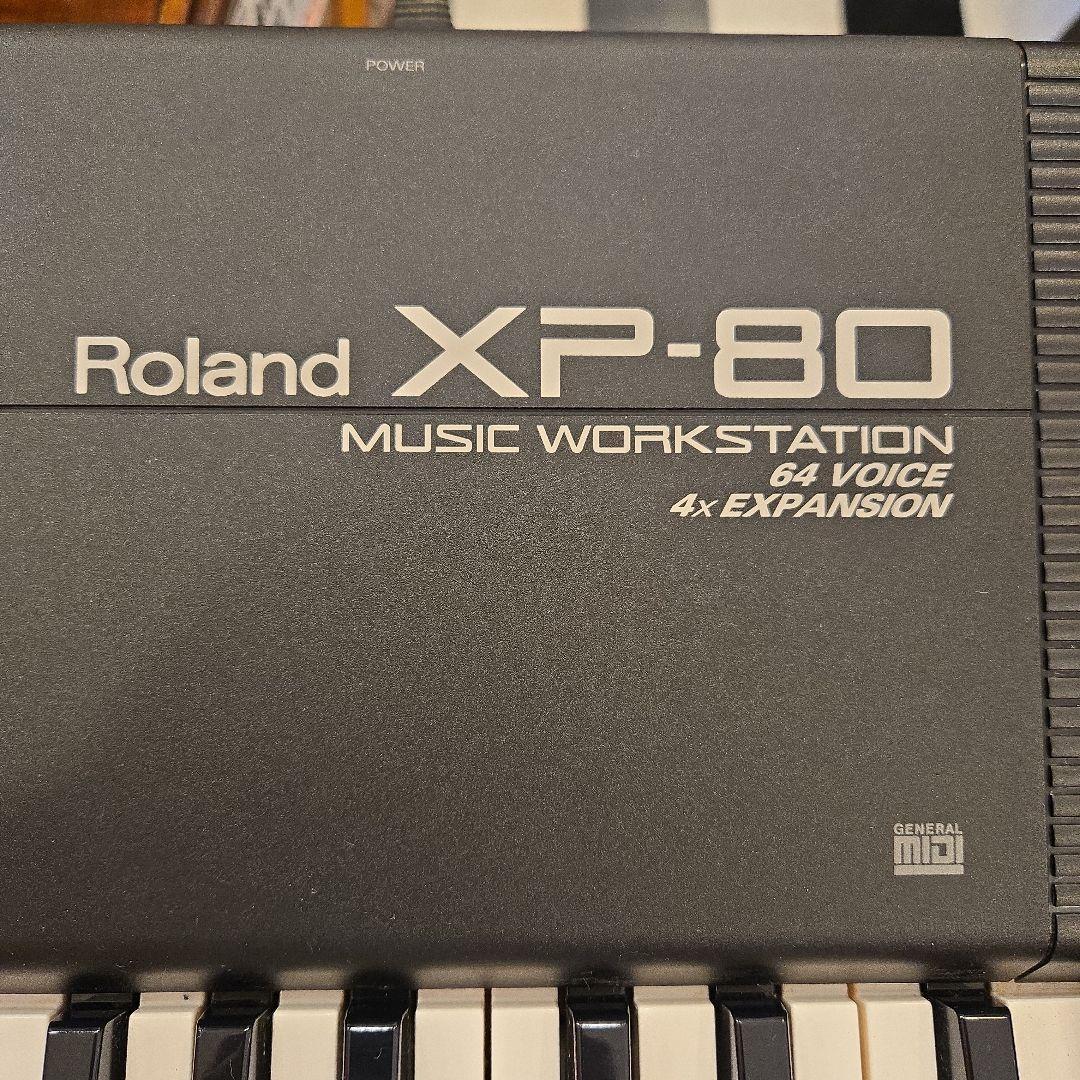 POWER
Roland XP-80
MUSIC WORKSTATION
64 VOICE
4x EXPANSION
GENERAL
MIDI